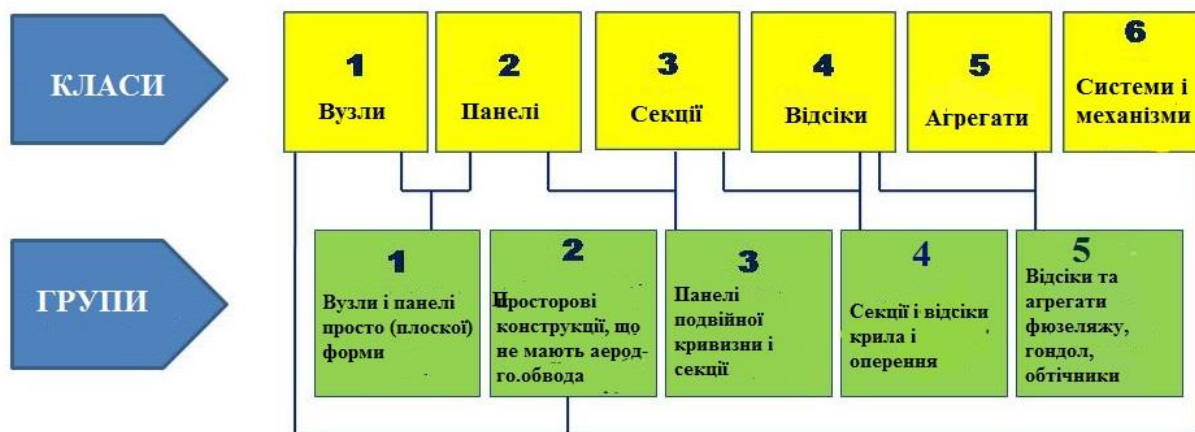 КЛАСИ
1
Вузли
2
Панелі
3
Секції
4
Відсіки
5
Агрегати
6
Системи і
механізми
ГРУПИ
1
Вузли і панелі
просто (плоскої)
форми
2
Просторові
конструкції, що
не мають аерод-
го.обвода
3
Панелі
подвійної
кривизни і
секції
4
Секції і відсіки
крила і
оперення
5
Відсіки та
агрегати
фюзеляжу,
гондол,
обтічники